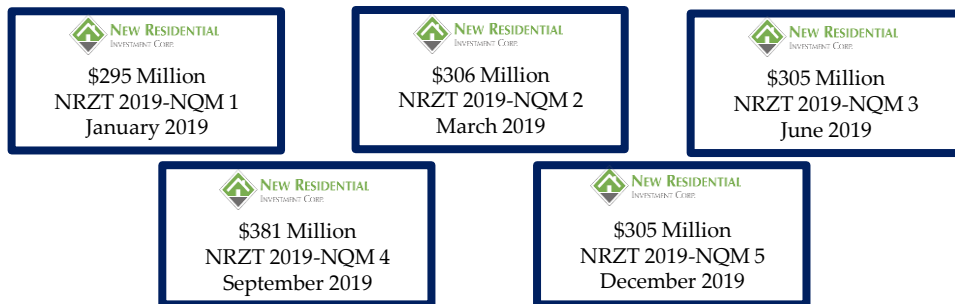 NEW RESIDENTIAL
INVESTMENT CORP.
$295 Million
NRZT 2019-NQM 1
January 2019
NEW RESIDENTIAL
INVESTMENT CORP.
$306 Million
NRZT 2019-NQM 2
March 2019
NEW RESIDENTIAL
INVESTMENT CORP.
$305 Million
NRZT 2019-NQM 3
June 2019
NEW RESIDENTIAL
INVESTMENT CORP.
$381 Million
NRZT 2019-NQM 4
September 2019
NEW RESIDENTIAL
INVESTMENT CORP.
$305 Million
NRZT 2019-NQM 5
December 2019